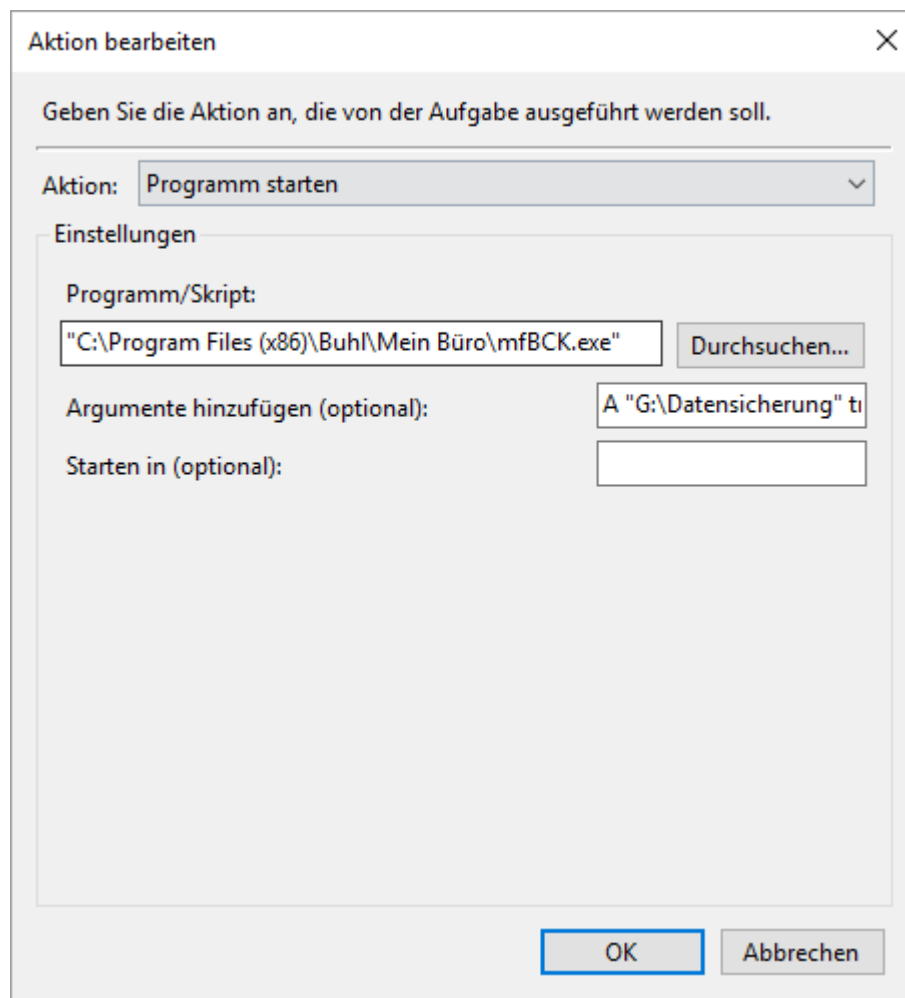 Aktion bearbeiten
Geben Sie die Aktion an, die von der Aufgabe ausgeführt werden soll.
Aktion: Programm starten
Einstellungen
Programm/Skript:
"C:\Program Files (x86)\Buhl\Mein Büro\mfBCK.exe" Durchsuchen...
Argumente hinzufügen (optional): A "G:\Datensicherung"
Starten in (optional):
OK Abbrechen